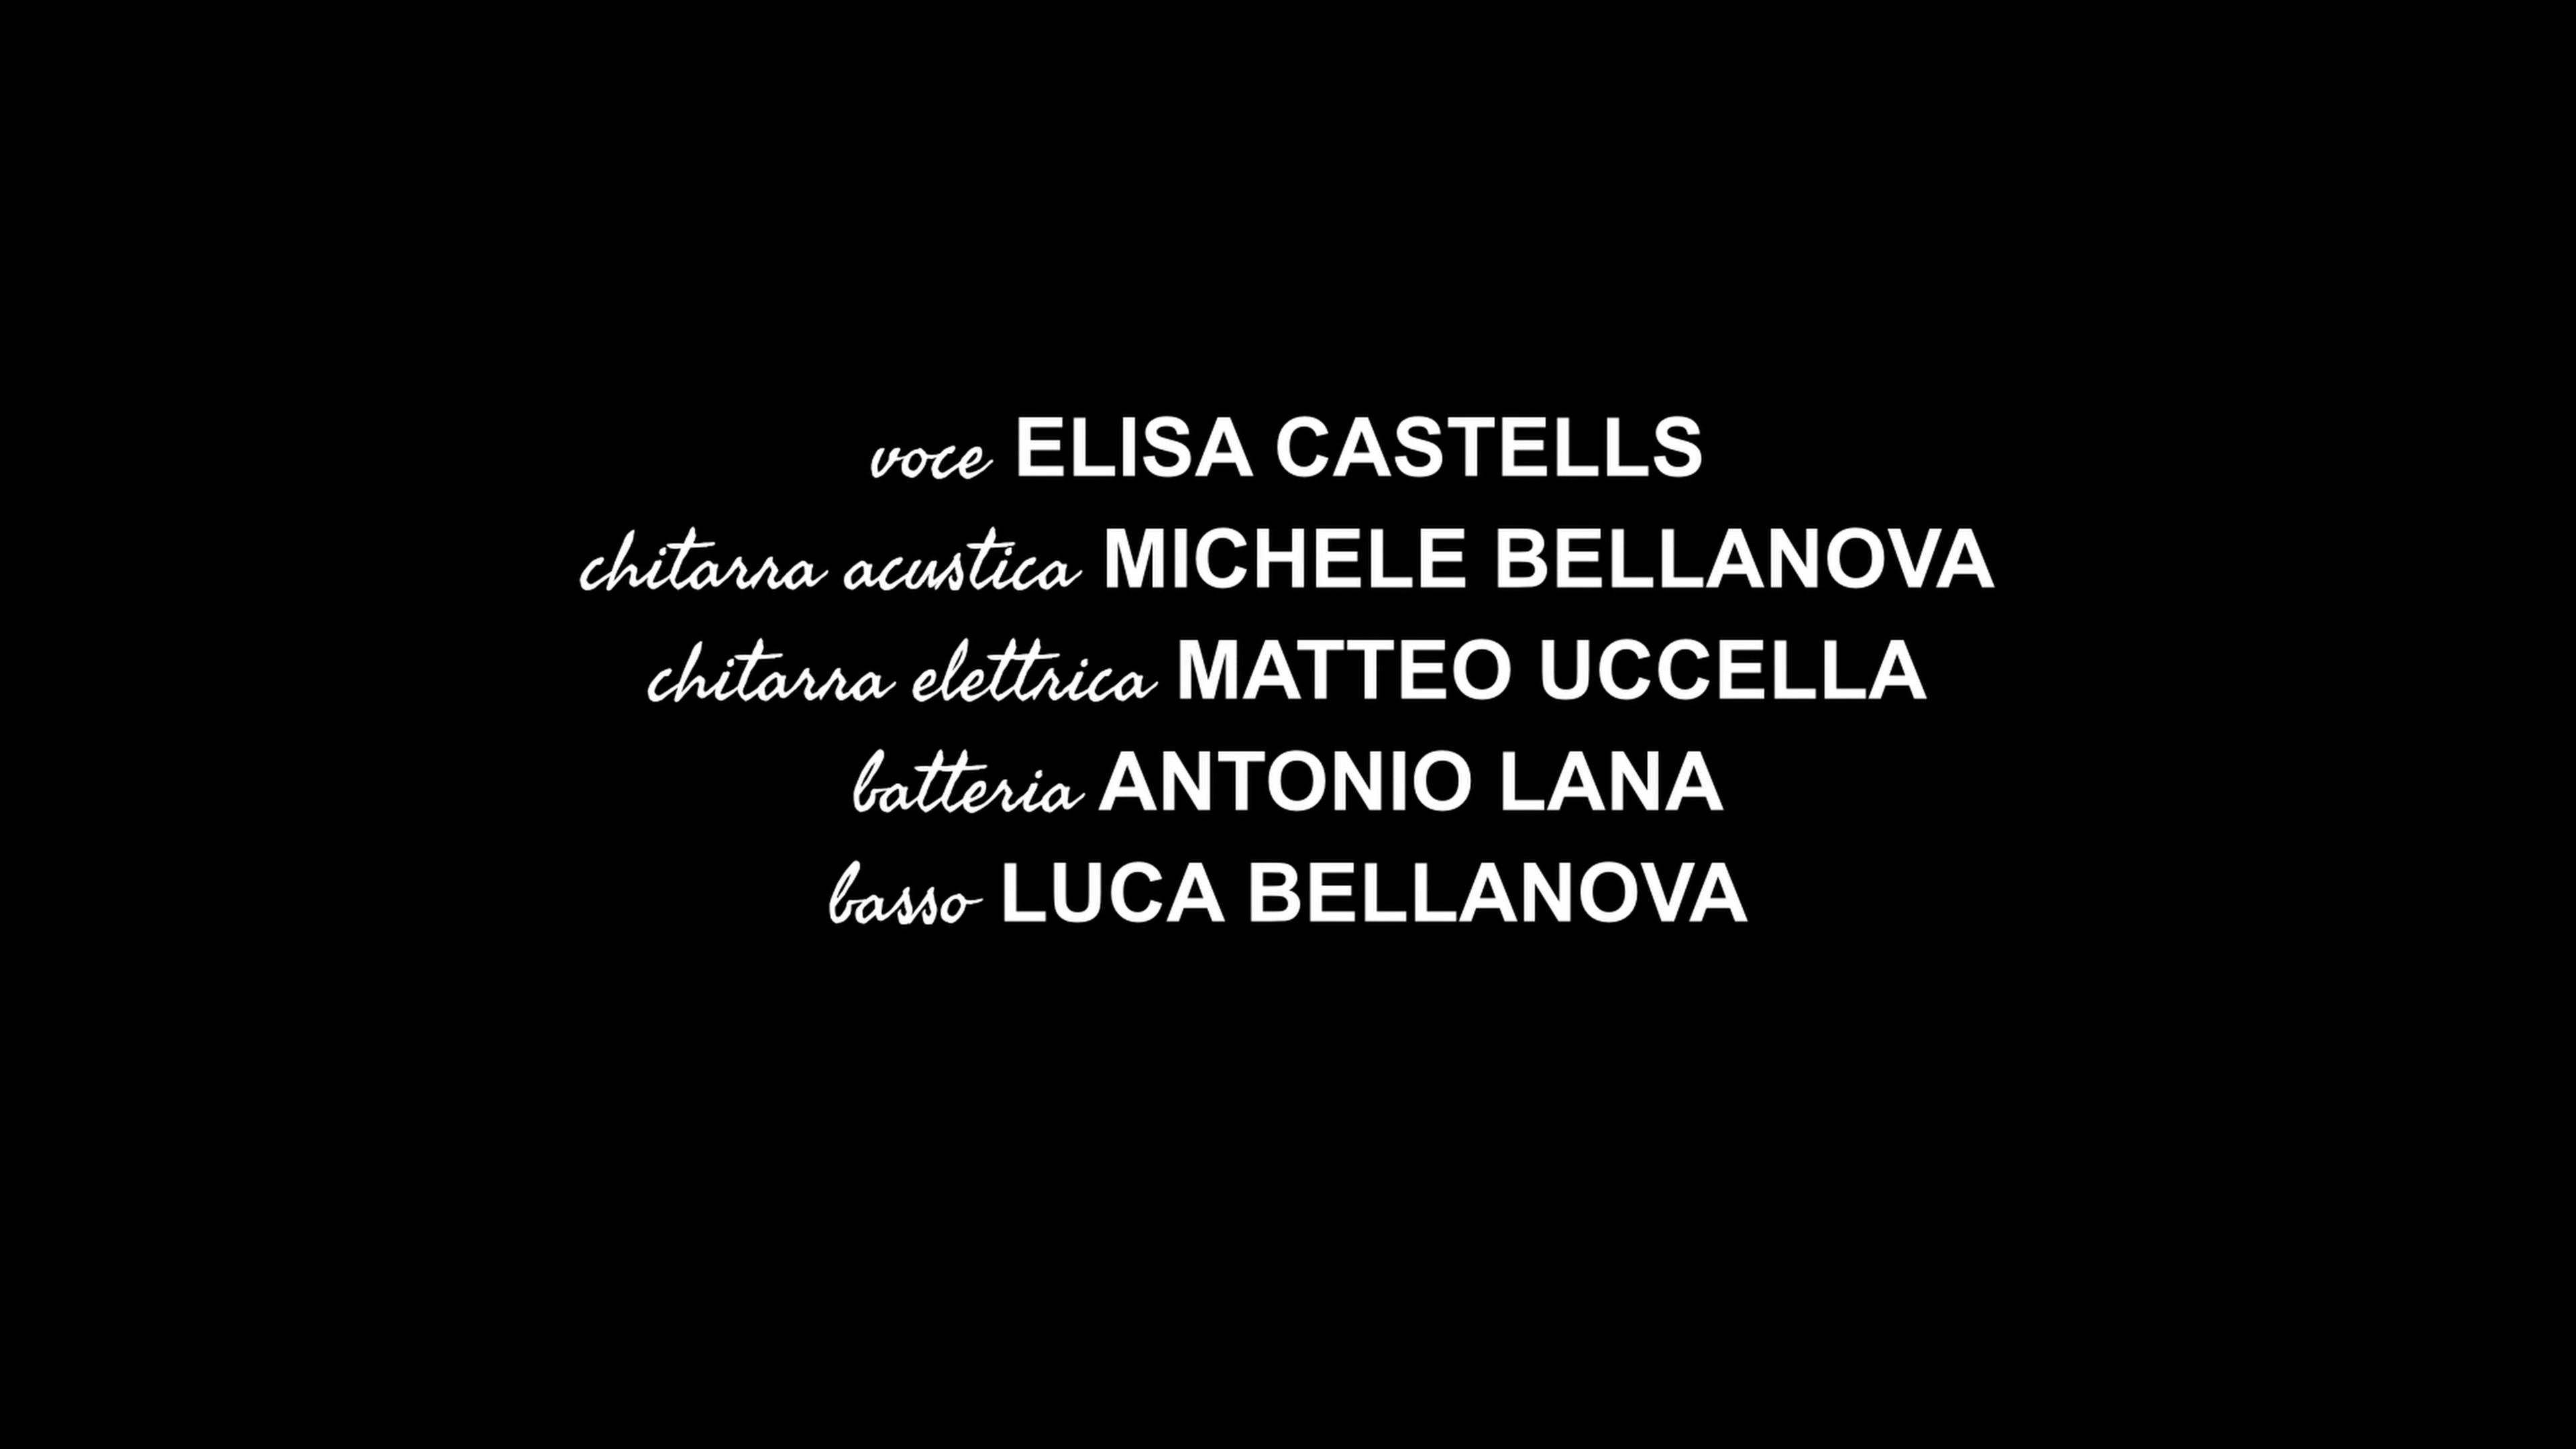 voce ELISA CASTELLS
chitarra acustica MICHELE BELLANOVA
chitarra elettrica MATTEO UCCELLA
batteria ANTONIO LANA
basso LUCA BELLANOVA